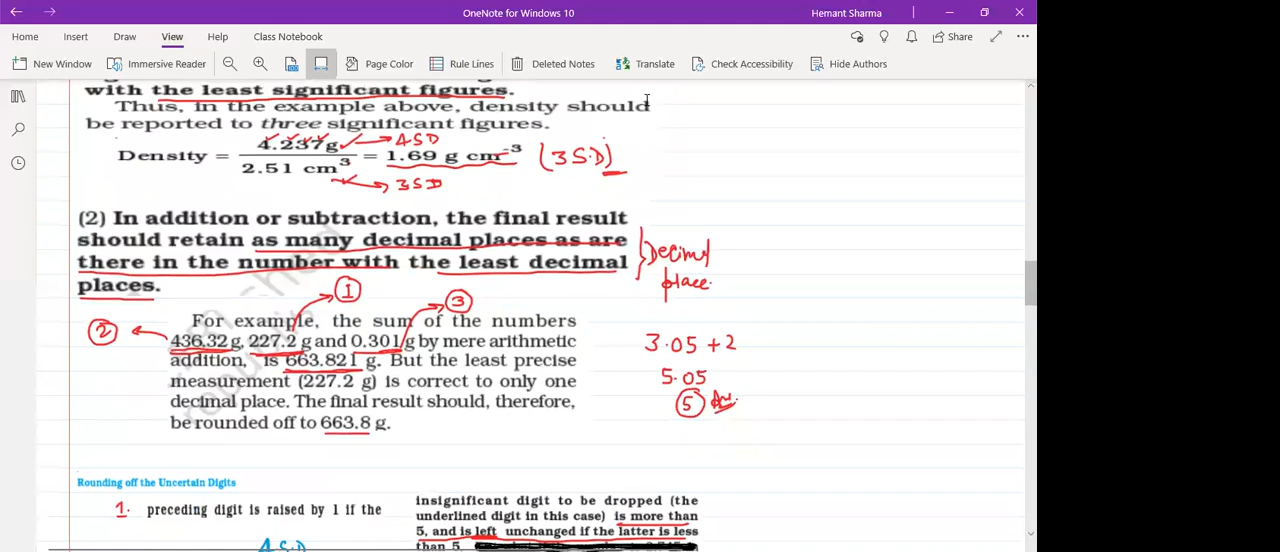 OneNote for Windows 10
Hemant Sharma
Home Insert Draw View Help Class Notebook
Share
New Window Immersive Reader Page Color Rule Lines Deleted Notes Translate Check Accessibility Hide Authors
with the least significant figures.
Thus, in the example above, density should
be reported to three significant figures.
Density = 4.237g / 2.51 cm³ = 1.69 g cm⁻³ (3 S.D)
4SD
3SD
(2) In addition or subtraction, the final result
should retain as many decimal places as are
there in the number with the least decimal
places.
Decimal
place.
① ③
②
For example, the sum of the numbers
436.32 g, 227.2 g and 0.301 g by mere arithmetic
addition, is 663.821 g. But the least precise
measurement (227.2 g) is correct to only one
decimal place. The final result should, therefore,
be rounded off to 663.8 g.
3.05 + 2
5.05
⑤ Ans.
Rounding off the Uncertain Digits
1. preceding digit is raised by 1 if the
4 S.D
insignificant digit to be dropped (the
underlined digit in this case) is more than
5, and is left unchanged if the latter is less
than 5.